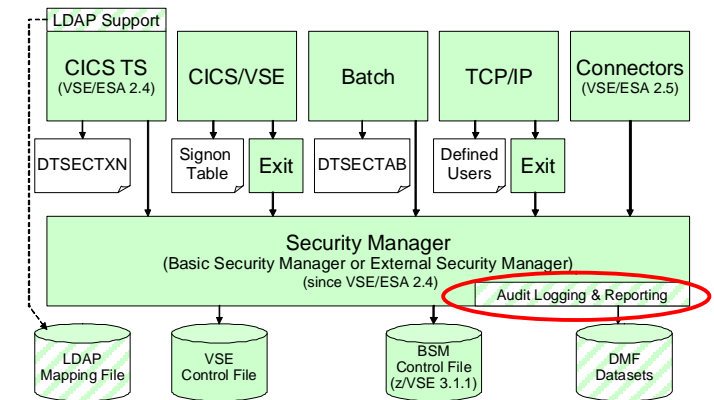 LDAP Support
CICS TS
(VSE/ESA 2.4)
CICS/VSE
Batch
TCP/IP
Connectors
(VSE/ESA 2.5)
DTSECTXN
Signon
Table
Exit
DTSECTAB
Defined
Users
Exit
Security Manager
(Basic Security Manager or External Security Manager)
(since VSE/ESA 2.4)
Audit Logging & Reporting
LDAP
Mapping File
VSE
Control File
BSM
Control File
(z/VSE 3.1.1)
DMF
Datasets